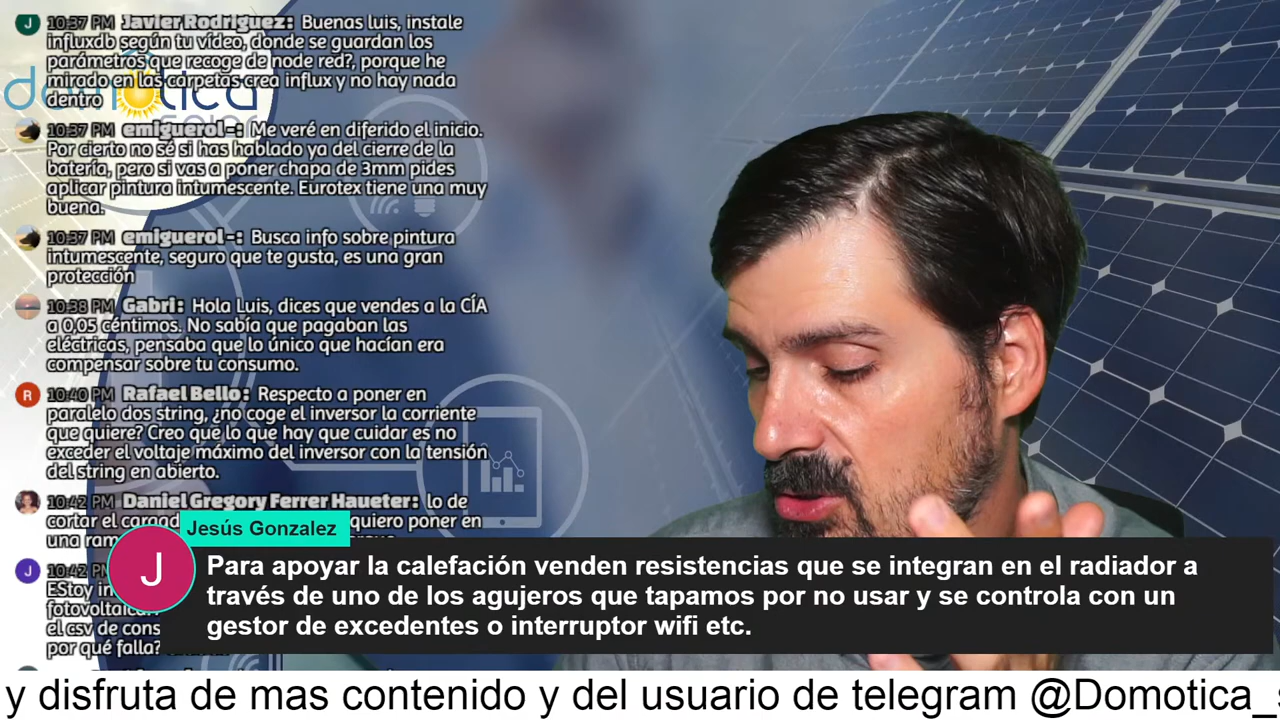 10:37 PM Javier Rodriguez: Buenas luis, instale
influxdb según tu vídeo, donde se guardan los
parámetros que recoge de node red?, porque he
mirado en las carpetas crea influx y no hay nada
dentro
10:37 PM emiguerol-: Me veré en diferido el inicio.
Por cierto no sé si has hablado ya del cierre de la
batería, pero si vas a poner chapa de 3mm pides
aplicar pintura intumescente. Eurotex tiene una muy
buena.
10:37 PM emiguerol-: Busca info sobre pintura
intumescente, seguro que te gusta, es una gran
protección
10:38 PM Gabri: Hola Luis, dices que vendes a la CÍA
a 0,05 céntimos. No sabía que pagaban las
eléctricas, pensaba que lo único que hacían era
compensar sobre tu consumo.
10:40 PM Rafael Bello: Respecto a poner en
paralelo dos string, ¿no coge el inversor la corriente
que quiere? Creo que lo que hay que cuidar es no
exceder el voltaje máximo del inversor con la tensión
del string en abierto.
10:42 PM Daniel Gregory Ferrer Haueter: lo de
cortar el cargad quiero poner en
una ram
10:42 PM
EStoy in
fotovoltaic
el csv de cons
por qué falla?
Jesús Gonzalez
J
Para apoyar la calefación venden resistencias que se integran en el radiador a
través de uno de los agujeros que tapamos por no usar y se controla con un
gestor de excedentes o interruptor wifi etc.
y disfruta de mas contenido y del usuario de telegram @Domotica_s